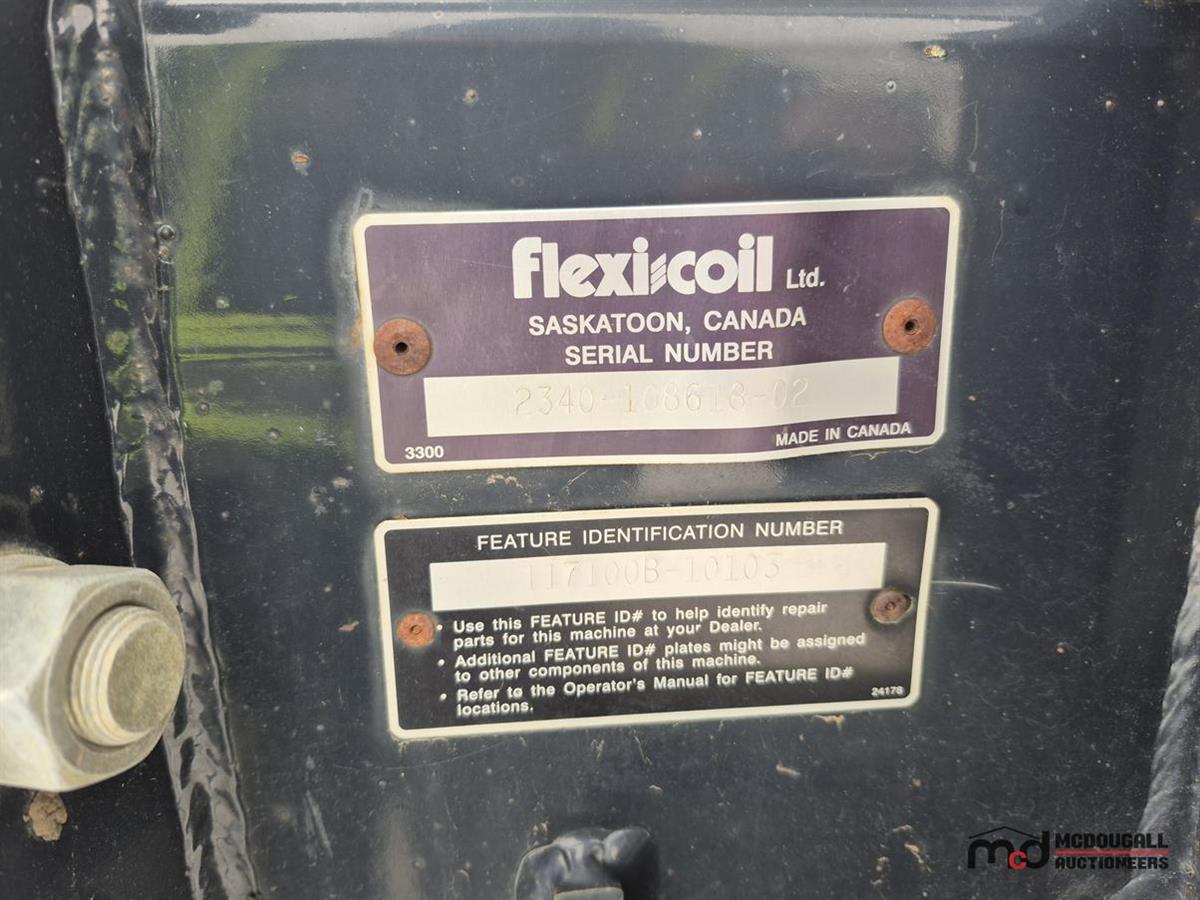 flexi-coil Ltd.
SASKATOON, CANADA
SERIAL NUMBER
2340-108618-02
3300
MADE IN CANADA
FEATURE IDENTIFICATION NUMBER
117100B-10103
• Use this FEATURE ID# to help identify repair
parts for this machine at your Dealer.
• Additional FEATURE ID# plates might be assigned
to other components of this machine.
• Refer to the Operator's Manual for FEATURE ID#
locations.
24178
mcd MCDOUGALL
AUCTIONEERS